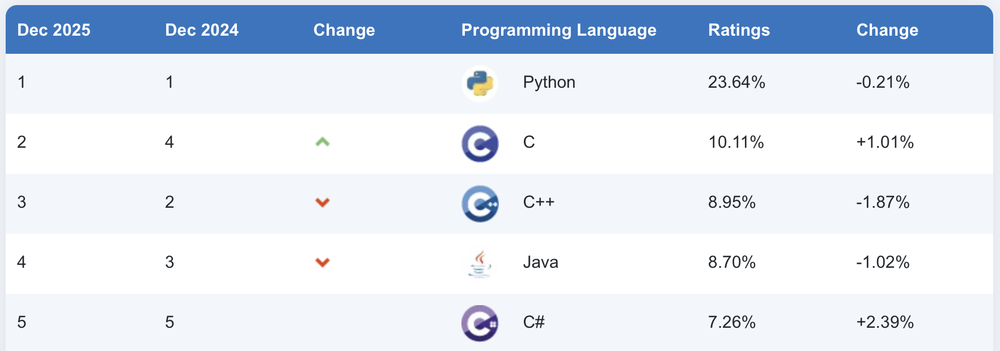 Dec 2025 Dec 2024 Change Programming Language Ratings Change
1 1 Python 23.64% -0.21%
2 4 C 10.11% +1.01%
3 2 C++ 8.95% -1.87%
4 3 Java 8.70% -1.02%
5 5 C# 7.26% +2.39%